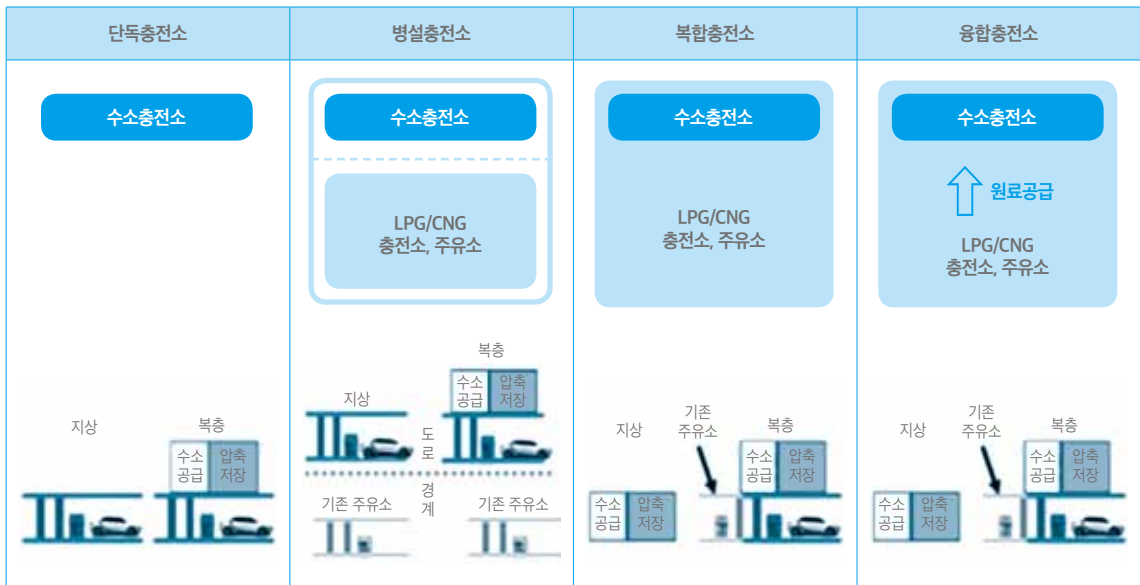 단독충전소
병설충전소
복합충전소
융합충전소
수소충전소
수소충전소
LPG/CNG
충전소, 주유소
수소충전소
LPG/CNG
충전소, 주유소
수소충전소
원료공급
LPG/CNG
충전소, 주유소
지상
복층
수소
공급
압축
저장
지상
복층
수소
공급
압축
저장
도
로
경
계
기존 주유소
기존 주유소
지상
기존
주유소
복층
수소
공급
압축
저장
수소
공급
압축
저장
지상
기존
주유소
복층
수소
공급
압축
저장
수소
공급
압축
저장